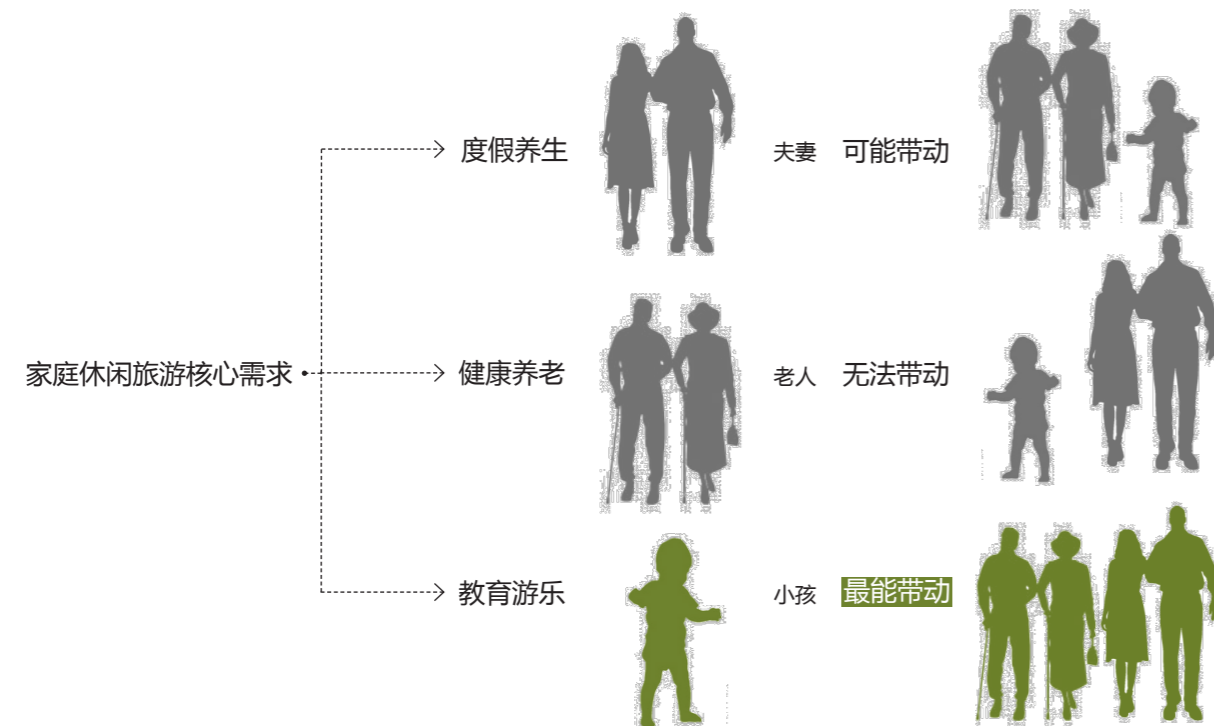 度假养生
夫妻
可能带动
家庭休闲旅游核心需求
健康养老
老人
无法带动
教育游乐
小孩
最能带动